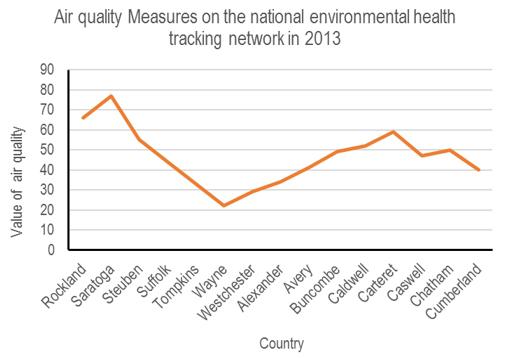 Air quality Measures on the national environmental health
tracking network in 2013
Value of air quality
90
80
70
60
50
40
30
20
10
0
Rockland
Saratoga
Steuben
Suffolk
Tompkins
Wayne
Westchester
Alexander
Avery
Buncombe
Caldwell
Carteret
Caswell
Chatham
Cumberland
Country